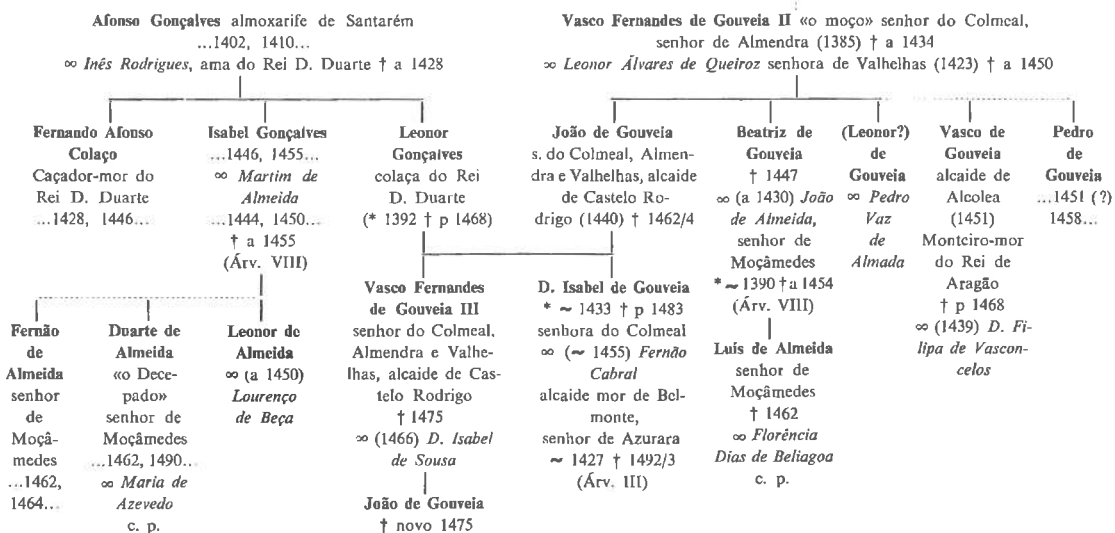 Afonso Gonçalves almoxarife de Santarém
...1402, 1410...
∞ Inês Rodrigues, ama do Rei D. Duarte † a 1428
Vasco Fernandes de Gouveia II «o moço» senhor do Colmeal,
senhor de Almendra (1385) † a 1434
∞ Leonor Álvares de Queiroz senhora de Valhelhas (1423) † a 1450
Fernando Afonso
Colaço
Caçador-mor do
Rei D. Duarte
...1428, 1446...
Isabel Gonçalves
...1446, 1455...
∞ Martim de
Almeida
...1444, 1450...
† a 1455
(Árv. VIII)
Leonor
Gonçalves
colaça do Rei
D. Duarte
(* 1392 † p 1468)
João de Gouveia
s. do Colmeal, Almen-
dra e Valhelhas, alcaide
de Castelo Ro-
drigo (1440) † 1462/4
Beatriz de
Gouveia
† 1447
∞ (a 1430) João
de Almeida,
senhor de
Moçâmedes
* ~ 1390 † a 1454
(Árv. VIII)
(Leonor?)
de
Gouveia
∞ Pedro
Vaz
de
Almada
Vasco de
Gouveia
alcaide de
Alcolea
(1451)
Monteiro-mor
do Rei de
Aragão
† p 1468
∞ (1439) D. Fi-
lipa de Vascon-
celos
Pedro
de
Gouveia
...1451 (?)
1458...
Fernão
de
Almeida
senhor
de
Moçâ-
medes
...1462,
1464...
Duarte de
Almeida
«o Dece-
pado»
senhor de
Moçâmedes
...1462, 1490...
∞ Maria de
Azevedo
c. p.
Leonor de
Almeida
∞ (a 1450)
Lourenço
de Beça
Vasco Fernandes
de Gouveia III
senhor do Colmeal,
Almendra e Valhe-
lhas, alcaide de Cas-
telo Rodrigo
† 1475
∞ (1466) D. Isabel
de Sousa
João de Gouveia
† novo 1475
D. Isabel de Gouveia
* ~ 1433 † p 1483
senhora do Colmeal
∞ (~ 1455) Fernão
Cabral
alcaide mor de Bel-
monte,
senhor de Azurara
~ 1427 † 1492/3
(Árv. III)
Luis de Almeida
senhor de
Moçâmedes
† 1462
∞ Florência
Dias de Beliagoa
c. p.